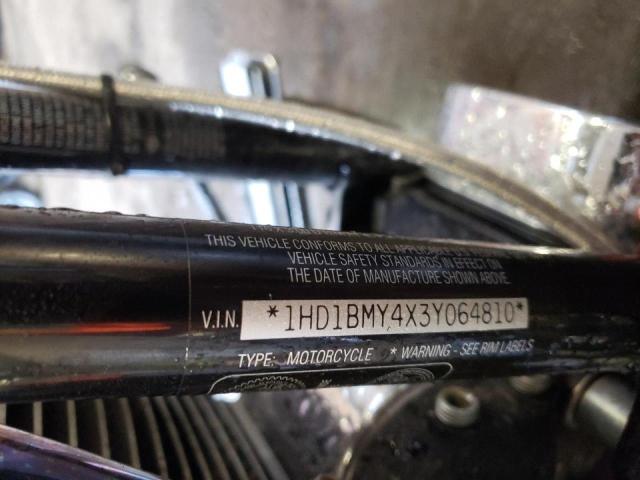 THIS VEHICLE CONFORMS TO ALL
VEHICLE SAFETY STANDARDS IN EFFECT ON
THE DATE OF MANUFACTURE SHOWN ABOVE.
V.I.N. *1HD1BMY4X3Y064810*
TYPE: MOTORCYCLE * WARNING - SEE RIM LABELS